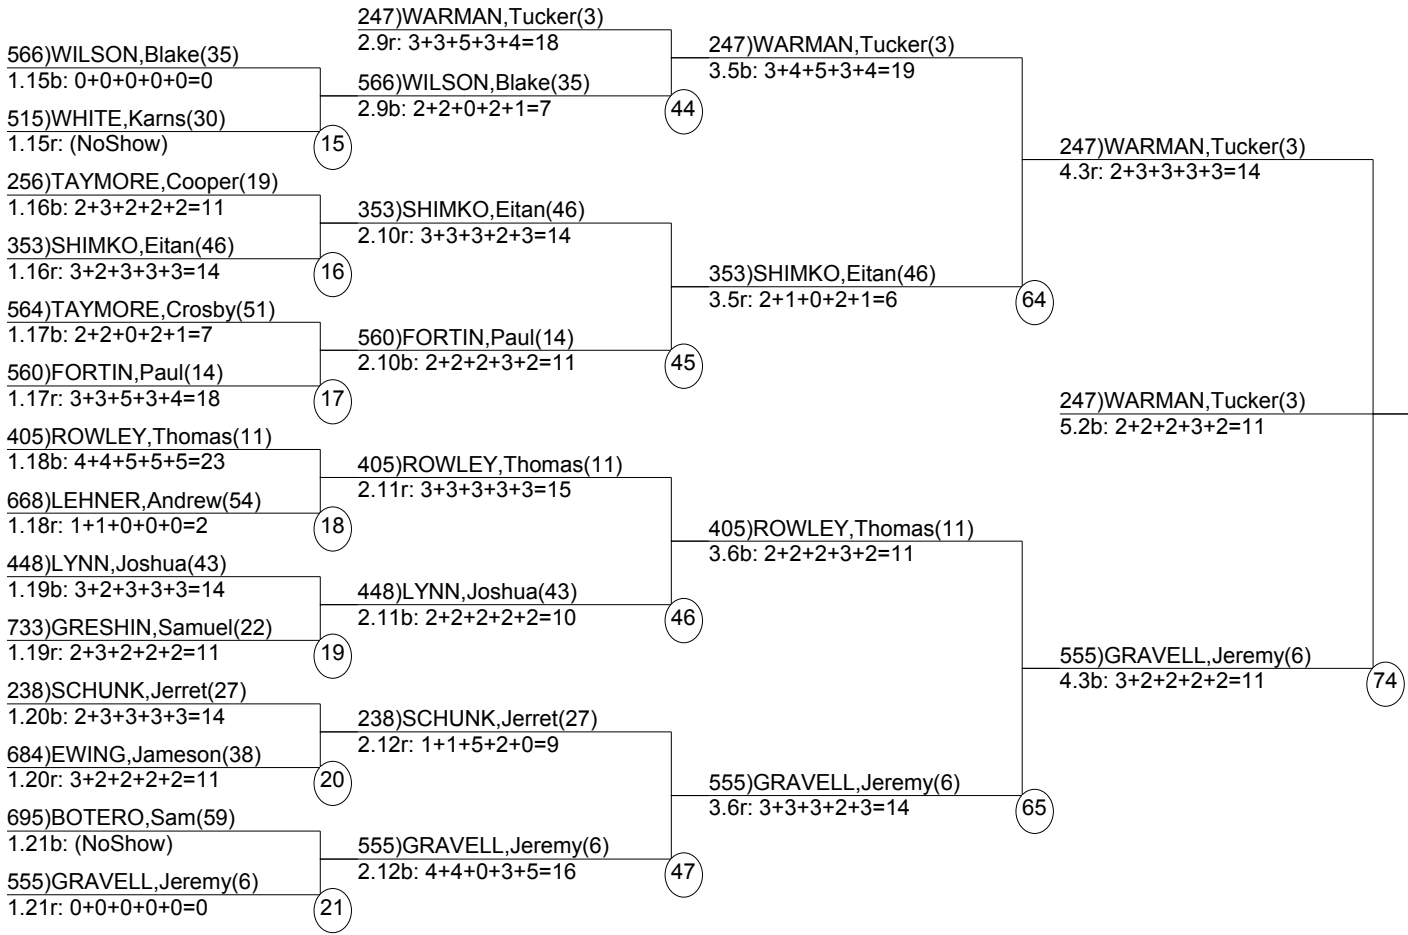 566)WILSON,Blake(35)
1.15b: 0+0+0+0+0=0
515)WHITE,Karns(30)
1.15r: (NoShow)
15
256)TAYMORE,Cooper(19)
1.16b: 2+3+2+2+2=11
353)SHIMKO,Eitan(46)
1.16r: 3+2+3+3+3=14
16
564)TAYMORE,Crosby(51)
1.17b: 2+2+0+2+1=7
560)FORTIN,Paul(14)
1.17r: 3+3+5+3+4=18
17
405)ROWLEY,Thomas(11)
1.18b: 4+4+5+5+5=23
668)LEHNER,Andrew(54)
1.18r: 1+1+0+0+0=2
18
448)LYNN,Joshua(43)
1.19b: 3+2+3+3+3=14
733)GRESHIN,Samuel(22)
1.19r: 2+3+2+2+2=11
19
238)SCHUNK,Jerret(27)
1.20b: 2+3+3+3+3=14
684)EWING,Jameson(38)
1.20r: 3+2+2+2+2=11
20
695)BOTERO,Sam(59)
1.21b: (NoShow)
555)GRAVELL,Jeremy(6)
1.21r: 0+0+0+0+0=0
21
247)WARMAN,Tucker(3)
2.9r: 3+3+5+3+4=18
566)WILSON,Blake(35)
2.9b: 2+2+0+2+1=7
44
353)SHIMKO,Eitan(46)
2.10r: 3+3+3+2+3=14
560)FORTIN,Paul(14)
2.10b: 2+2+2+3+2=11
45
405)ROWLEY,Thomas(11)
2.11r: 3+3+3+3+3=15
448)LYNN,Joshua(43)
2.11b: 2+2+2+2+2=10
46
238)SCHUNK,Jerret(27)
2.12r: 1+1+5+2+0=9
555)GRAVELL,Jeremy(6)
2.12b: 4+4+0+3+5=16
47
247)WARMAN,Tucker(3)
3.5b: 3+4+5+3+4=19
353)SHIMKO,Eitan(46)
3.5r: 2+1+0+2+1=6
64
405)ROWLEY,Thomas(11)
3.6b: 2+2+2+3+2=11
555)GRAVELL,Jeremy(6)
3.6r: 3+3+3+2+3=14
65
247)WARMAN,Tucker(3)
4.3r: 2+3+3+3+3=14
555)GRAVELL,Jeremy(6)
4.3b: 3+2+2+2+2=11
74
247)WARMAN,Tucker(3)
5.2b: 2+2+2+3+2=11